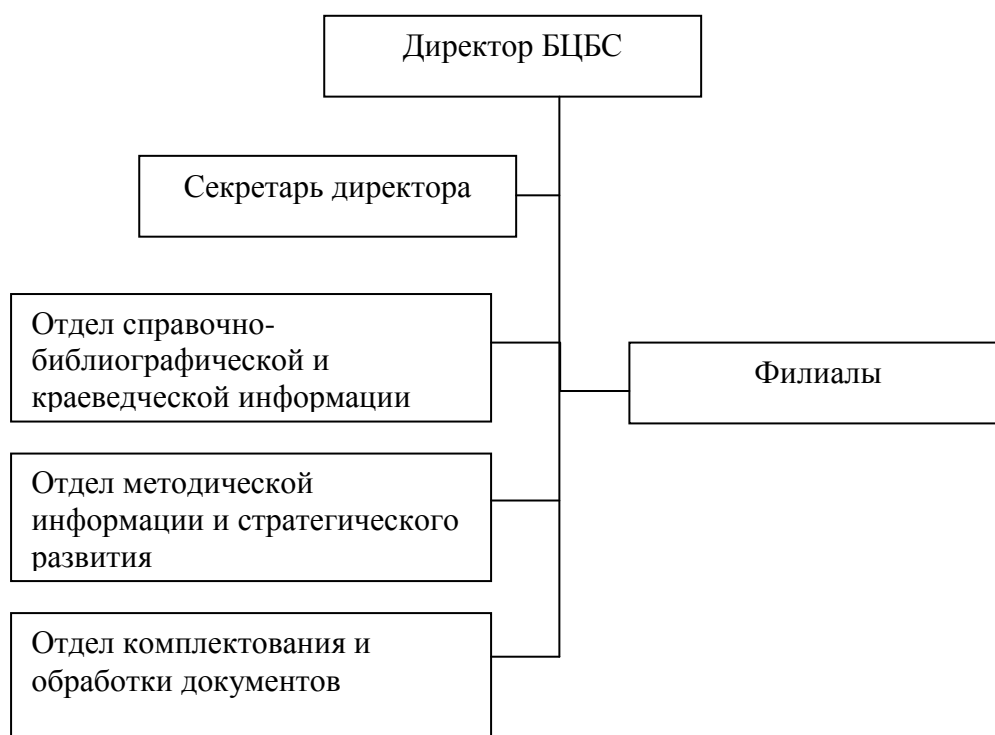 Директор БЦБС
Секретарь директора
Отдел справочно-
библиографической и
краеведческой информации
Филиалы
Отдел методической
информации и стратегического
развития
Отдел комплектования и
обработки документов